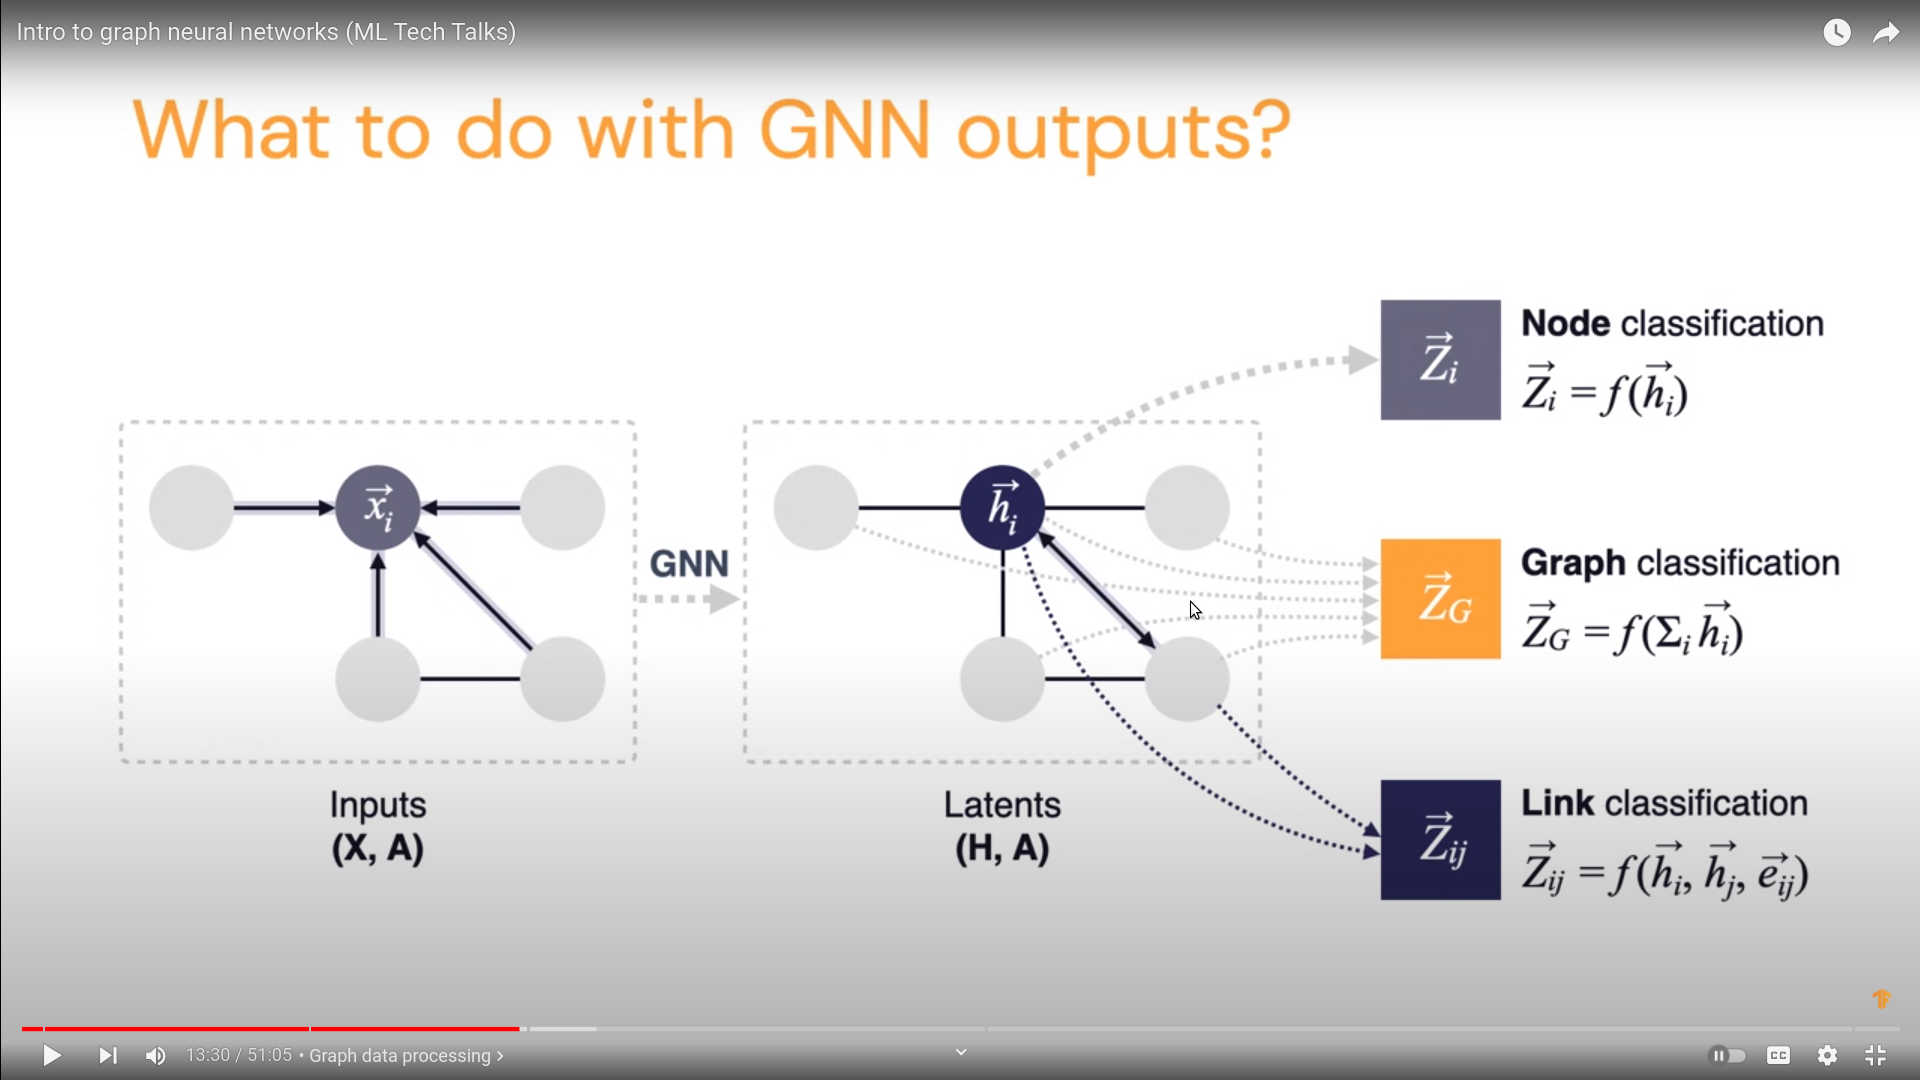 Intro to graph neural networks (ML Tech Talks)
What to do with GNN outputs?
Node classification
$\vec{Z}_i$
$\vec{Z}_i = f(\vec{h}_i)$
$\vec{x}_i$
GNN
$\vec{h}_i$
Graph classification
$\vec{Z}_G$
$\vec{Z}_G = f(\Sigma_i \vec{h}_i)$
Inputs
(X, A)
Latents
(H, A)
Link classification
$\vec{Z}_{ij}$
$\vec{Z}_{ij} = f(\vec{h}_i, \vec{h}_j, \vec{e}_{ij})$
13:30 / 51:05 • Graph data processing >
CC